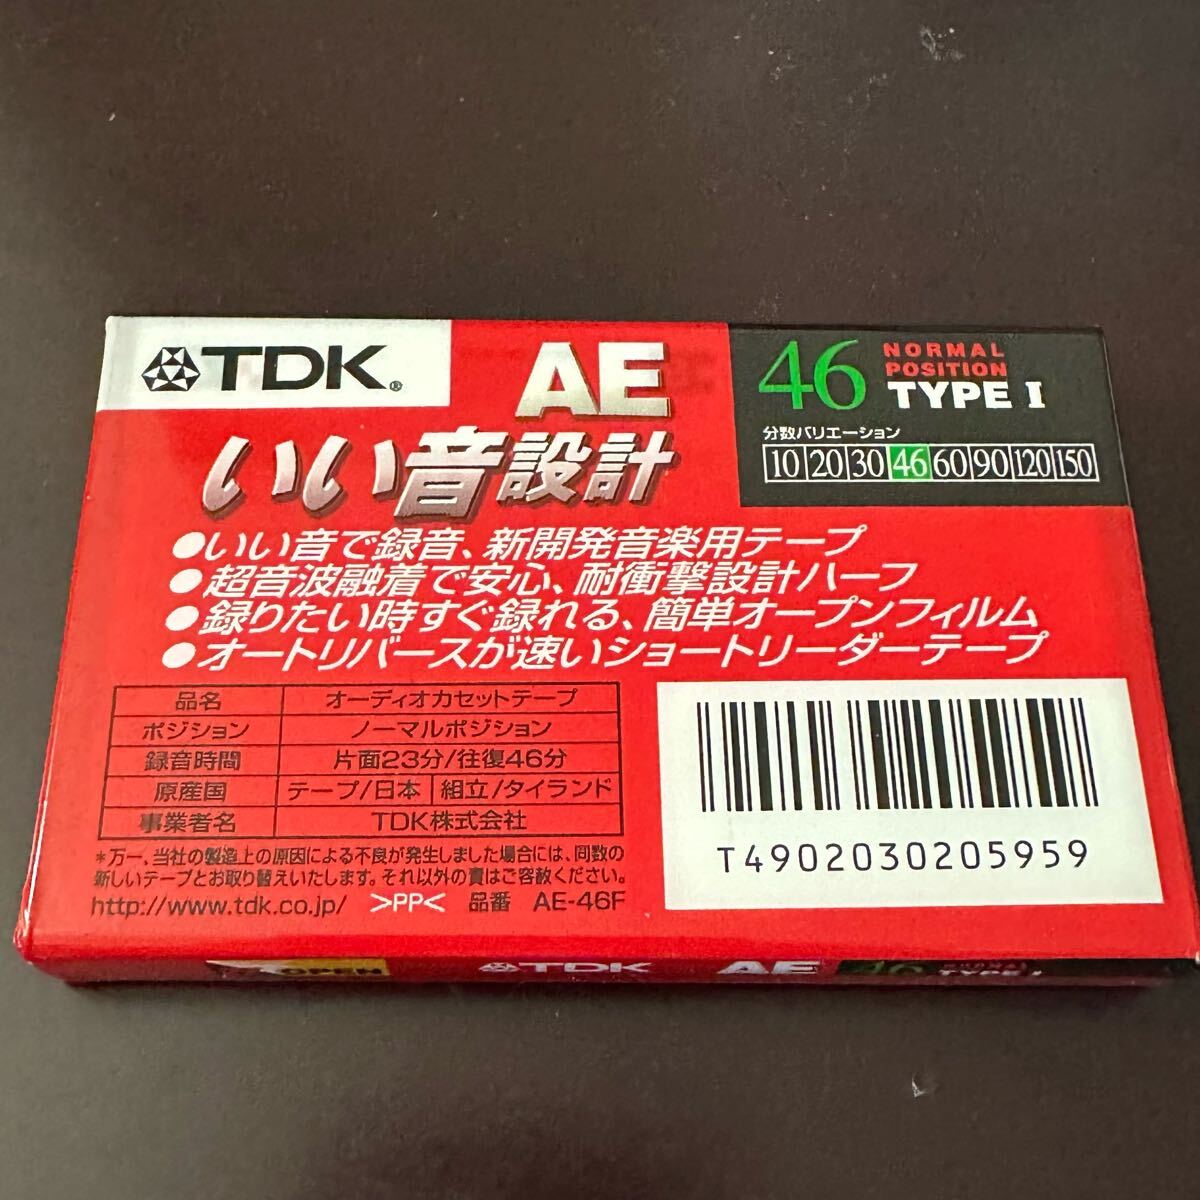 TDK®
AE
46 NORMAL
POSITION
TYPE I
分数バリエーション
10 20 30 46 60 90 120 150
いい音設計
●いい音で録音、新開発音楽用テープ
●超音波融着で安心、耐衝撃設計ハーフ
●録りたい時すぐ録れる、簡単オープンフィルム
●オートリバースが速いショートリーダーテープ
品名 オーディオカセットテープ
ポジション ノーマルポジション
録音時間 片面23分/往復46分
原産国 テープ/日本 組立/タイランド
事業者名 TDK株式会社
*万一、当社の製造上の原因による不良が発生しました場合には、同数の
新しいテープとお取り替えいたします。それ以外の責はご容赦ください。
http://www.tdk.co.jp/ >PP< 品番 AE-46F
T4902030205959
OPEN TDK AE 46 NORMAL
TYPE I